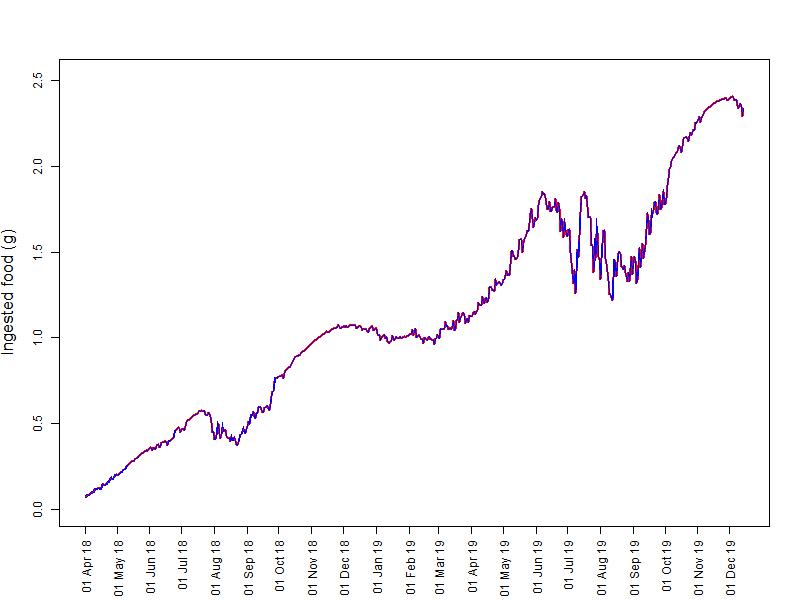 Ingested food (g)
2.5
2.0
1.5
1.0
0.5
0.0
01 Apr 18
01 May 18
01 Jun 18
01 Jul 18
01 Aug 18
01 Sep 18
01 Oct 18
01 Nov 18
01 Dec 18
01 Jan 19
01 Feb 19
01 Mar 19
01 Apr 19
01 May 19
01 Jun 19
01 Jul 19
01 Aug 19
01 Sep 19
01 Oct 19
01 Nov 19
01 Dec 19